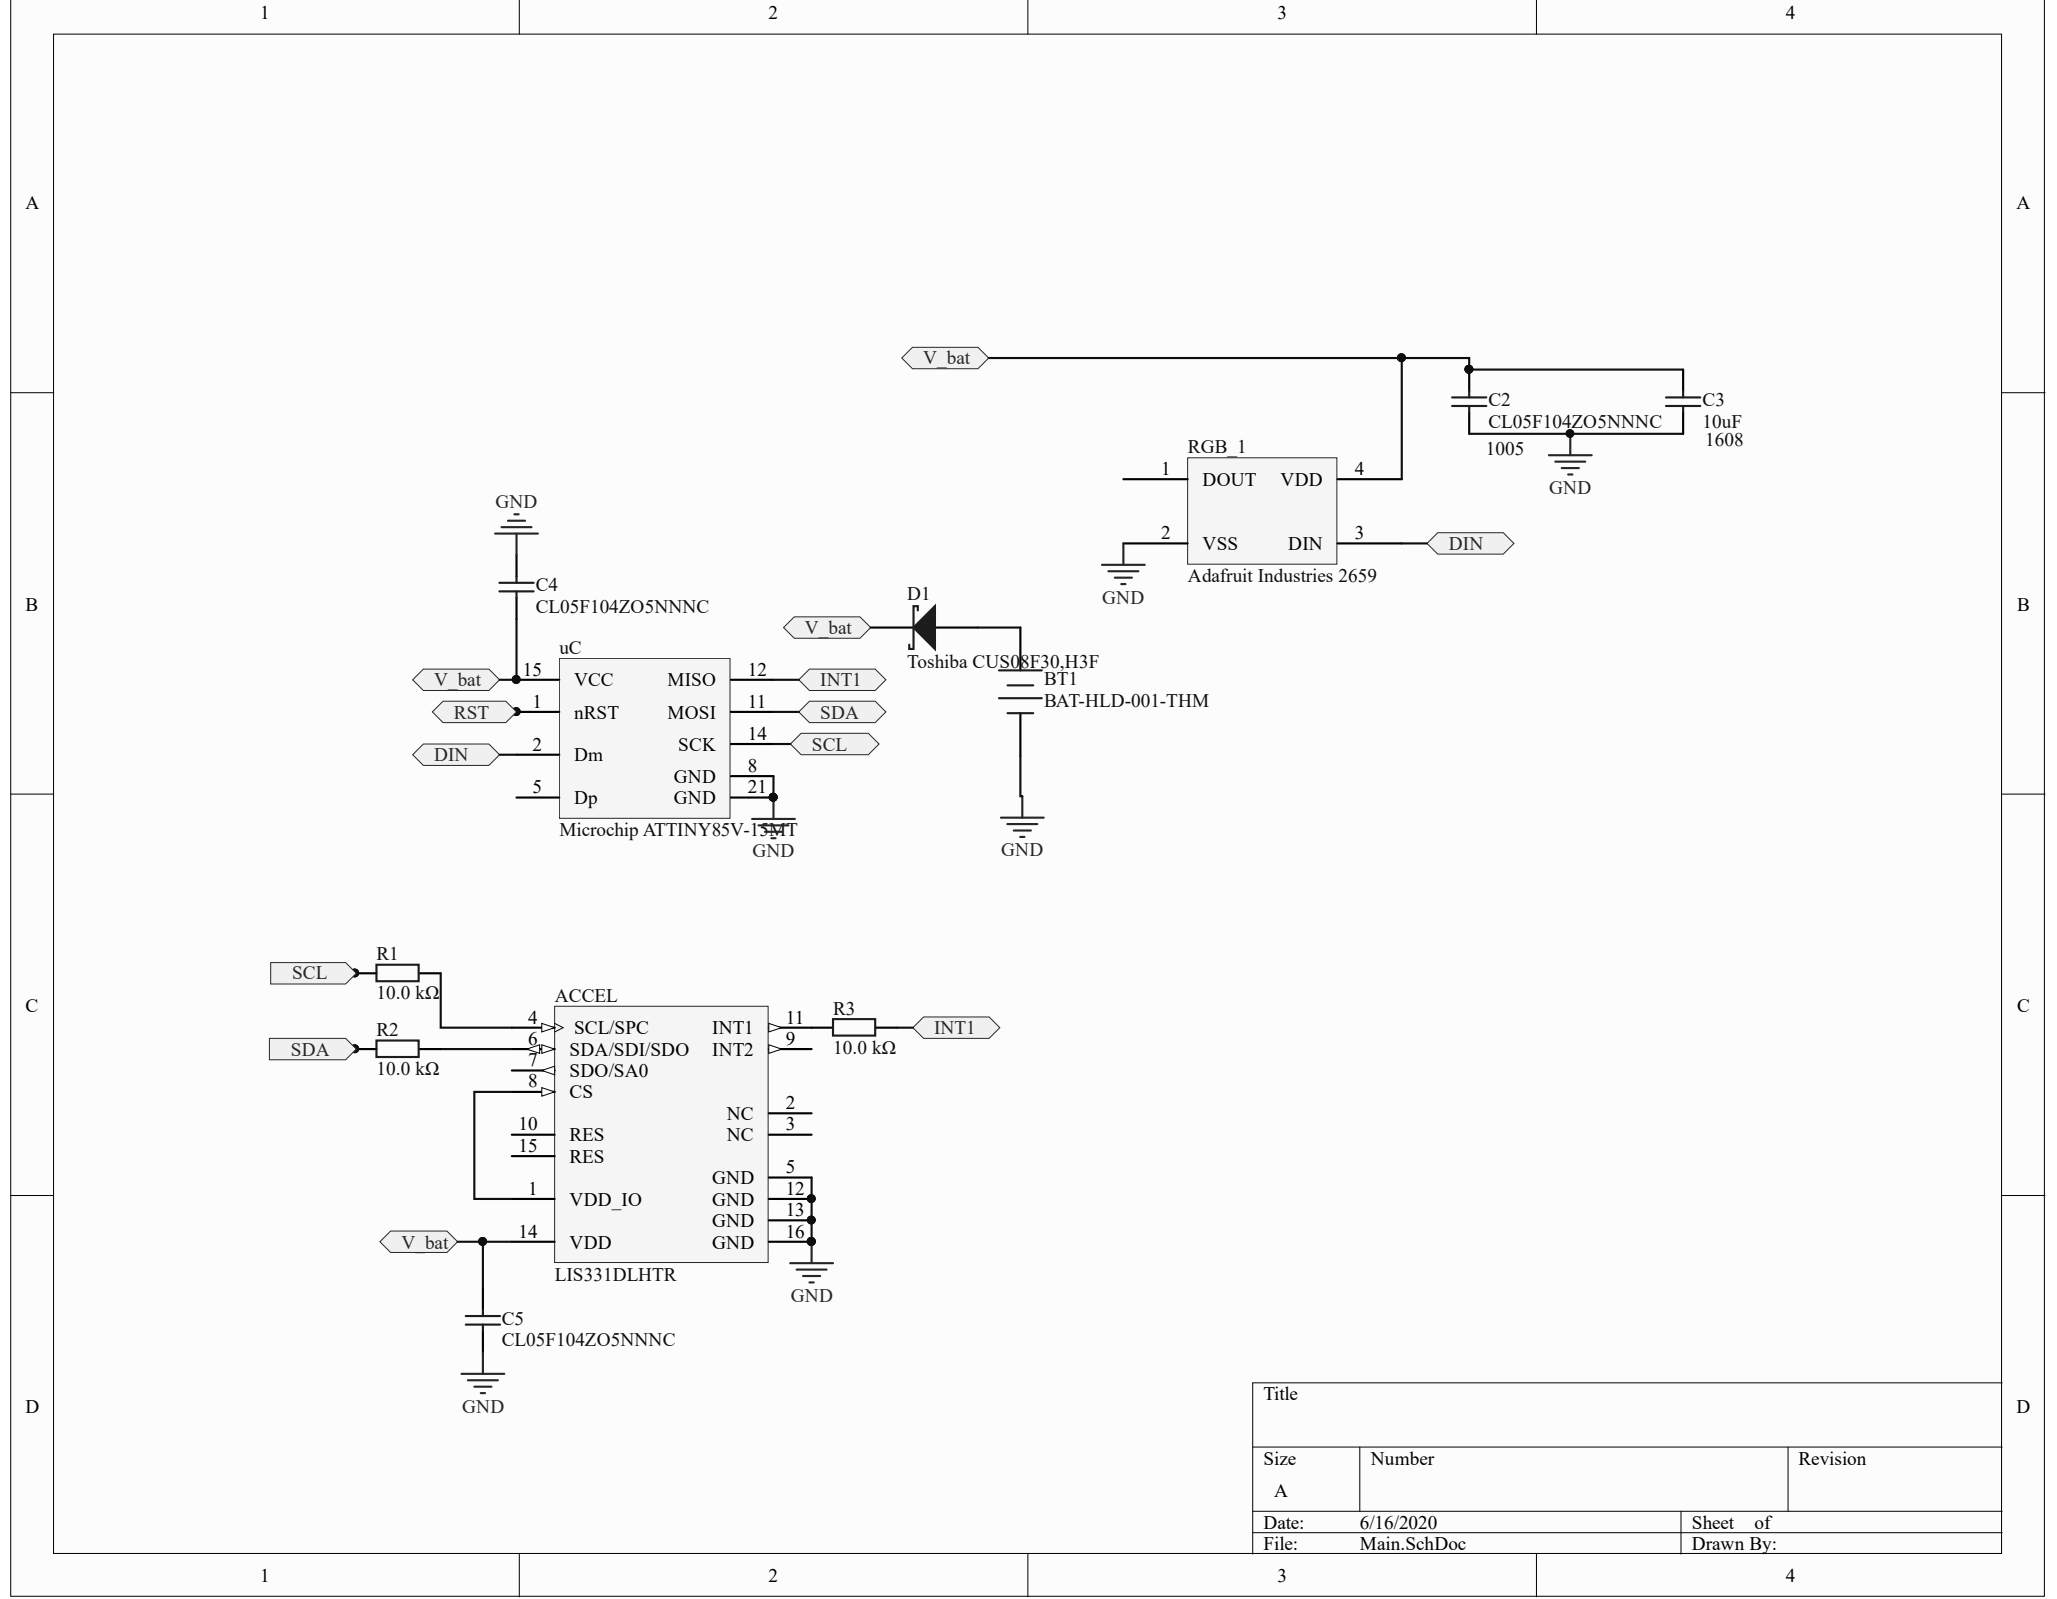 1 2 3 4
A A
V_bat
C2
CL05F104ZO5NNNC
1005
C3
10uF
1608
GND
RGB_1
1 DOUT VDD 4
2 VSS DIN 3
DIN
Adafruit Industries 2659
GND
GND
C4
CL05F104ZO5NNNC
B B
D1
V_bat
Toshiba CUS08F30,H3F
BT1
BAT-HLD-001-THM
GND
uC
V_bat 15 VCC MISO 12 INT1
RST 1 nRST MOSI 11 SDA
SCK 14 SCL
DIN 2 Dm
GND 8
5 Dp GND 21
Microchip ATTINY85V-15MT
GND
C C
R1
SCL
10.0 kΩ
R2
SDA
10.0 kΩ
ACCEL
4 SCL/SPC INT1 11
6 SDA/SDI/SDO INT2 9
7 SDO/SA0
8 CS
NC 2
10 RES NC 3
15 RES
GND 5
1 VDD_IO GND 12
GND 13
V_bat 14 VDD GND 16
LIS331DLHTR
GND
R3
10.0 kΩ
INT1
C5
CL05F104ZO5NNNC
GND
D D
Title
Size Number Revision
A
Date: 6/16/2020 Sheet of
File: Main.SchDoc Drawn By:
1 2 3 4